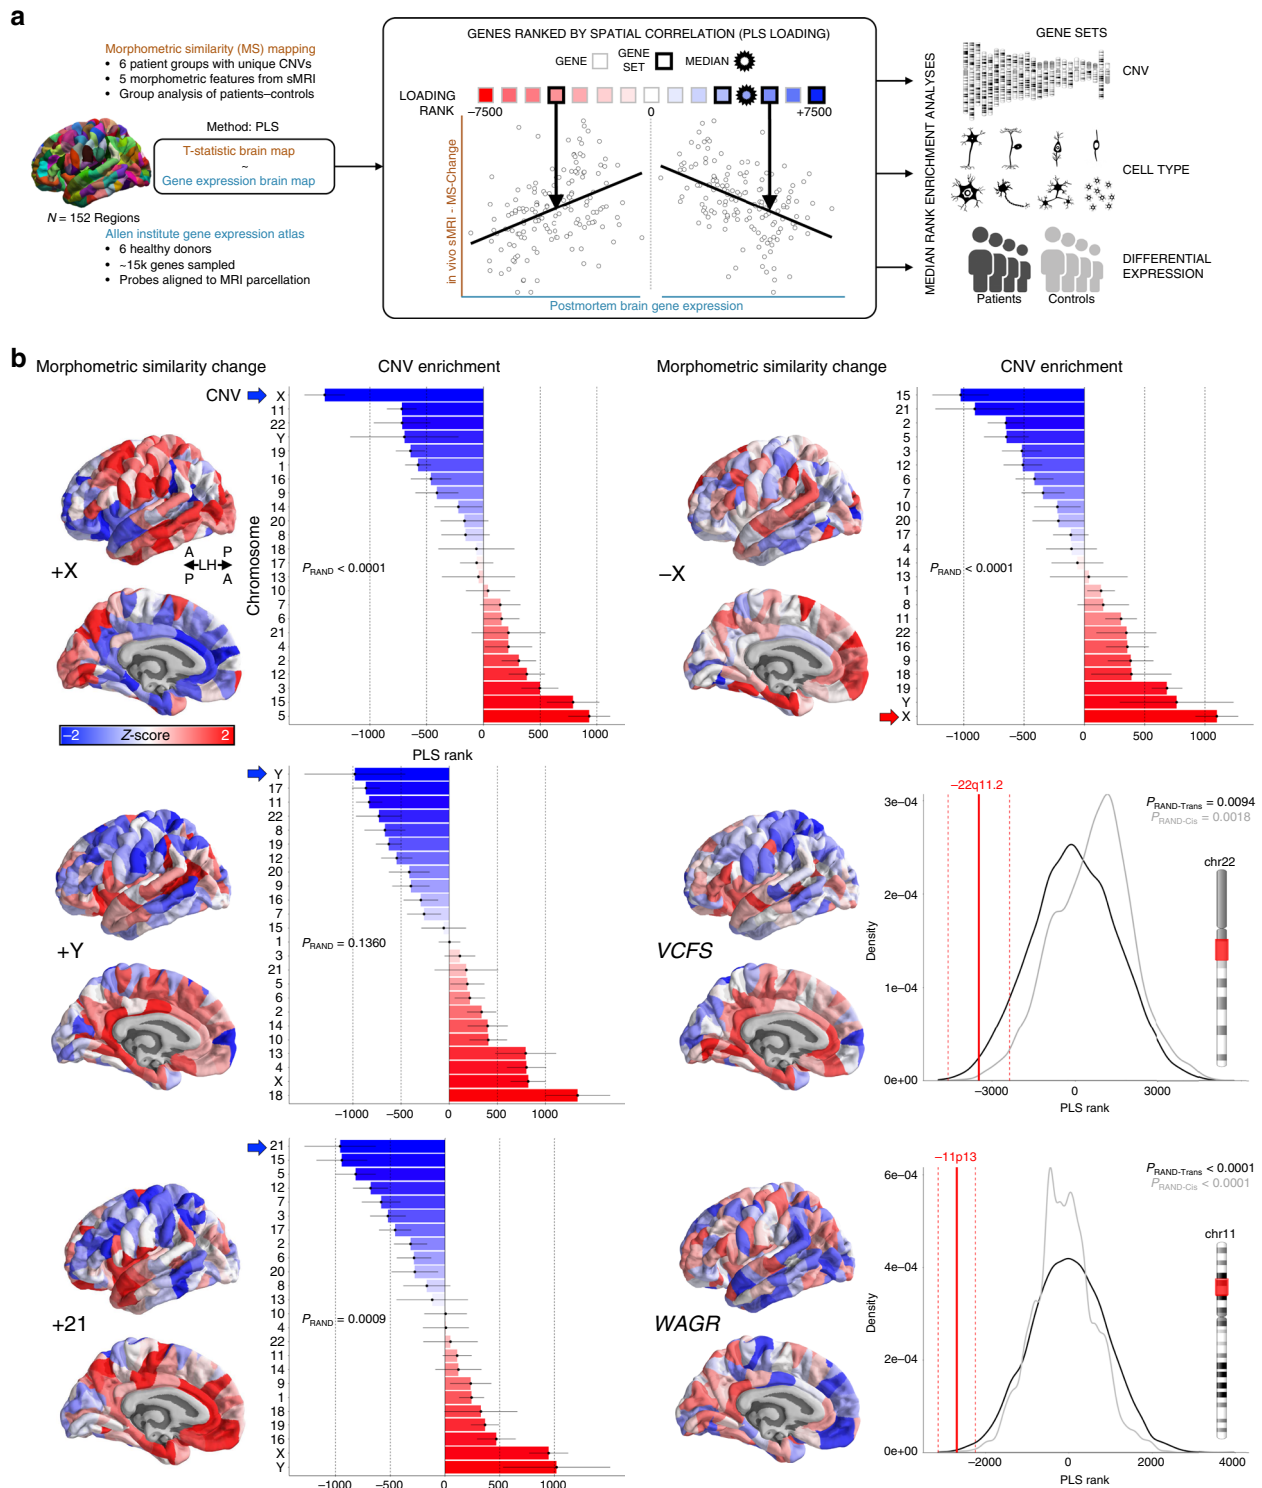 a
Morphometric similarity (MS) mapping
• 6 patient groups with unique CNVs
• 5 morphometric features from sMRI
• Group analysis of patients–controls
Method: PLS
T-statistic brain map
~
Gene expression brain map
N = 152 Regions
Allen institute gene expression atlas
• 6 healthy donors
• ~15k genes sampled
• Probes aligned to MRI parcellation
GENES RANKED BY SPATIAL CORRELATION (PLS LOADING)
GENE
GENE SET
MEDIAN
LOADING RANK
−7500
0
+7500
in vivo sMRI - MS-Change
Postmortem brain gene expression
MEDIAN RANK ENRICHMENT ANALYSES
GENE SETS
CNV
CELL TYPE
DIFFERENTIAL
EXPRESSION
Patients
Controls
b
Morphometric similarity change
CNV enrichment
Morphometric similarity change
CNV enrichment
+X
A P
LH
P A
−2 Z-score 2
CNV
Chromosome
X
11
22
Y
19
1
16
9
14
20
8
18
17
13
10
7
6
21
4
2
12
3
15
5
PRAND < 0.0001
−1000 −500 0 500 1000
PLS rank
−X
15
21
2
5
3
12
6
7
10
20
17
4
14
13
1
8
11
22
16
9
18
19
Y
X
PRAND < 0.0001
−1000 −500 0 500 1000
+Y
Y
17
11
22
8
19
12
20
9
16
7
15
1
3
21
5
6
2
14
10
13
4
X
18
PRAND = 0.1360
−1000 −500 0 500 1000
VCFS
−22q11.2
PRAND-Trans = 0.0094
PRAND-Cis = 0.0018
chr22
Density
3e−04
2e−04
1e−04
0e+00
−3000 0 3000
PLS rank
+21
21
15
5
12
7
3
17
2
6
20
8
13
10
4
22
11
14
9
1
18
19
16
X
Y
PRAND = 0.0009
−1000 −500 0 500 1000
WAGR
−11p13
PRAND-Trans < 0.0001
PRAND-Cis < 0.0001
chr11
Density
6e−04
4e−04
2e−04
0e+00
−2000 0 2000 4000
PLS rank